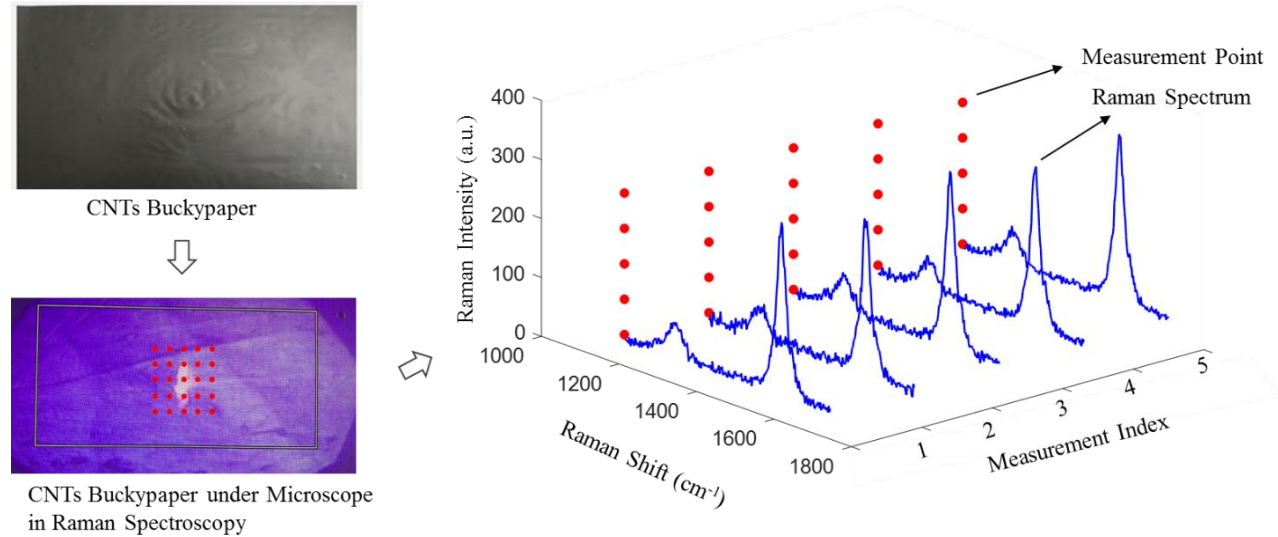 CNTs Buckypaper
CNTs Buckypaper under Microscope
in Raman Spectroscopy
Measurement Point
Raman Spectrum
Raman Intensity (a.u.)
400
300
200
100
0
1000
1200
1400
1600
1800
Raman Shift (cm⁻¹)
1
2
3
4
5
Measurement Index